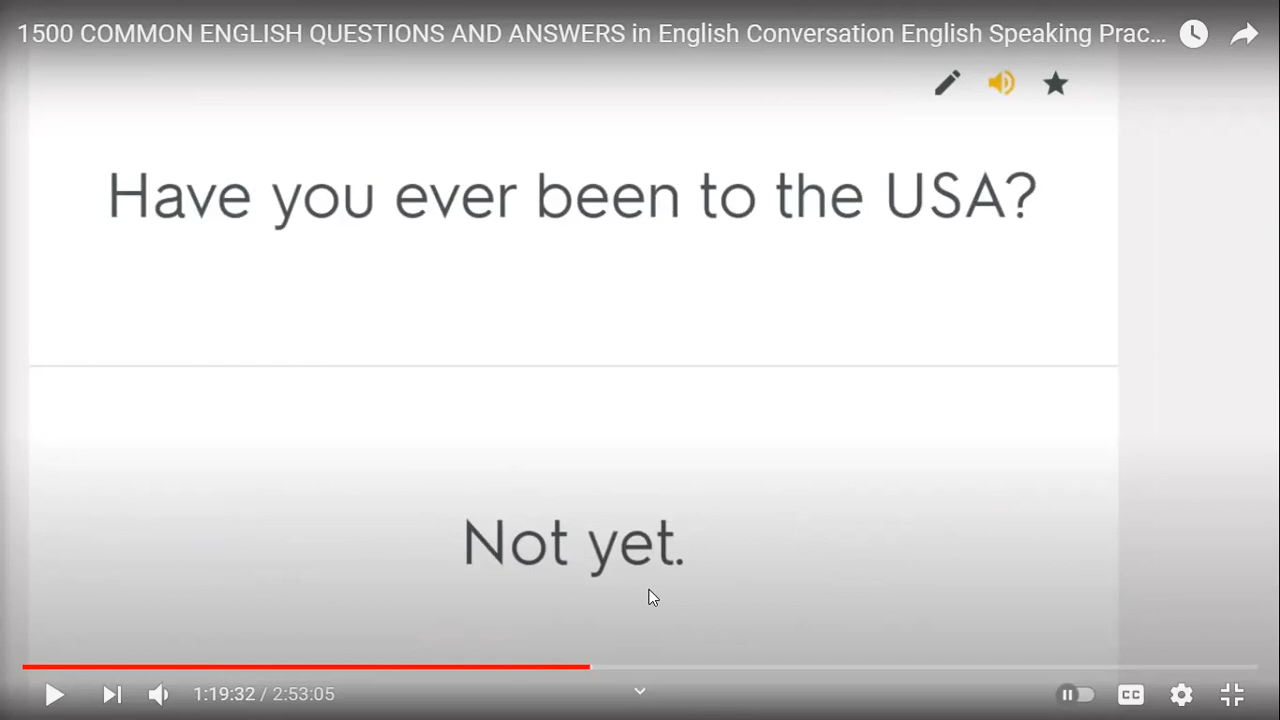 1500 COMMON ENGLISH QUESTIONS AND ANSWERS in English Conversation English Speaking Prac...
Have you ever been to the USA?
Not yet.
1:19:32 / 2:53:05
CC